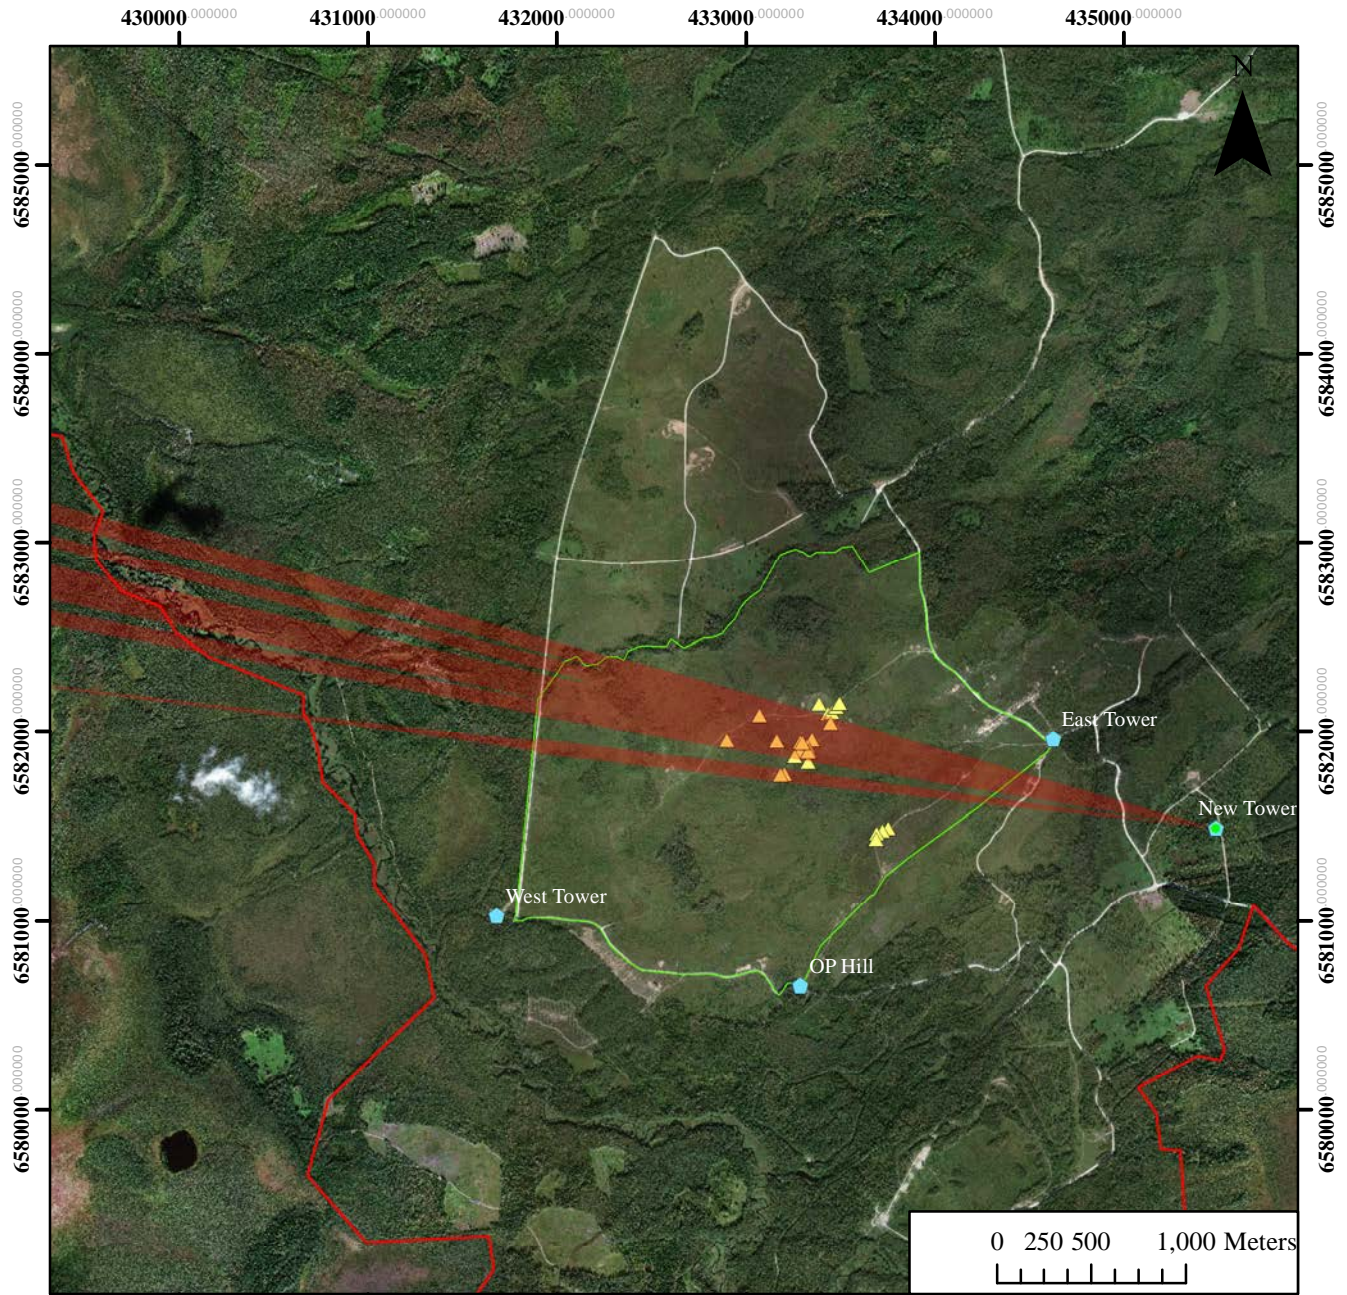 430000.000000 431000.000000 432000.000000 433000.000000 434000.000000 435000.000000
N
6585000.000000 6585000.000000
6584000.000000 6584000.000000
6583000.000000 6583000.000000
6582000.000000 6582000.000000
6581000.000000 6581000.000000
6580000.000000 6580000.000000
East Tower
New Tower
West Tower
OP Hill
0 250 500 1,000 Meters